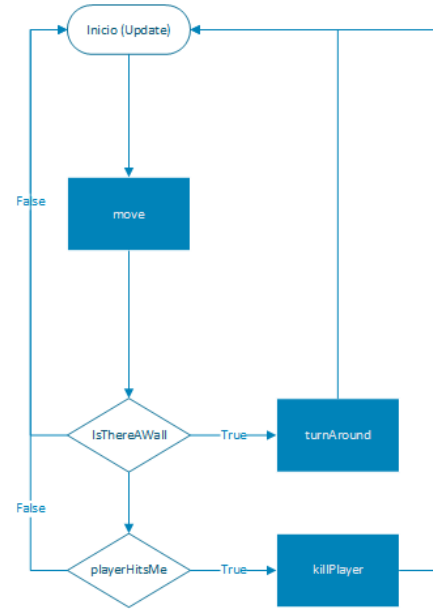 Inicio (Update)
False
move
IsThereAWall
True
turnAround
False
playerHitsMe
True
killPlayer